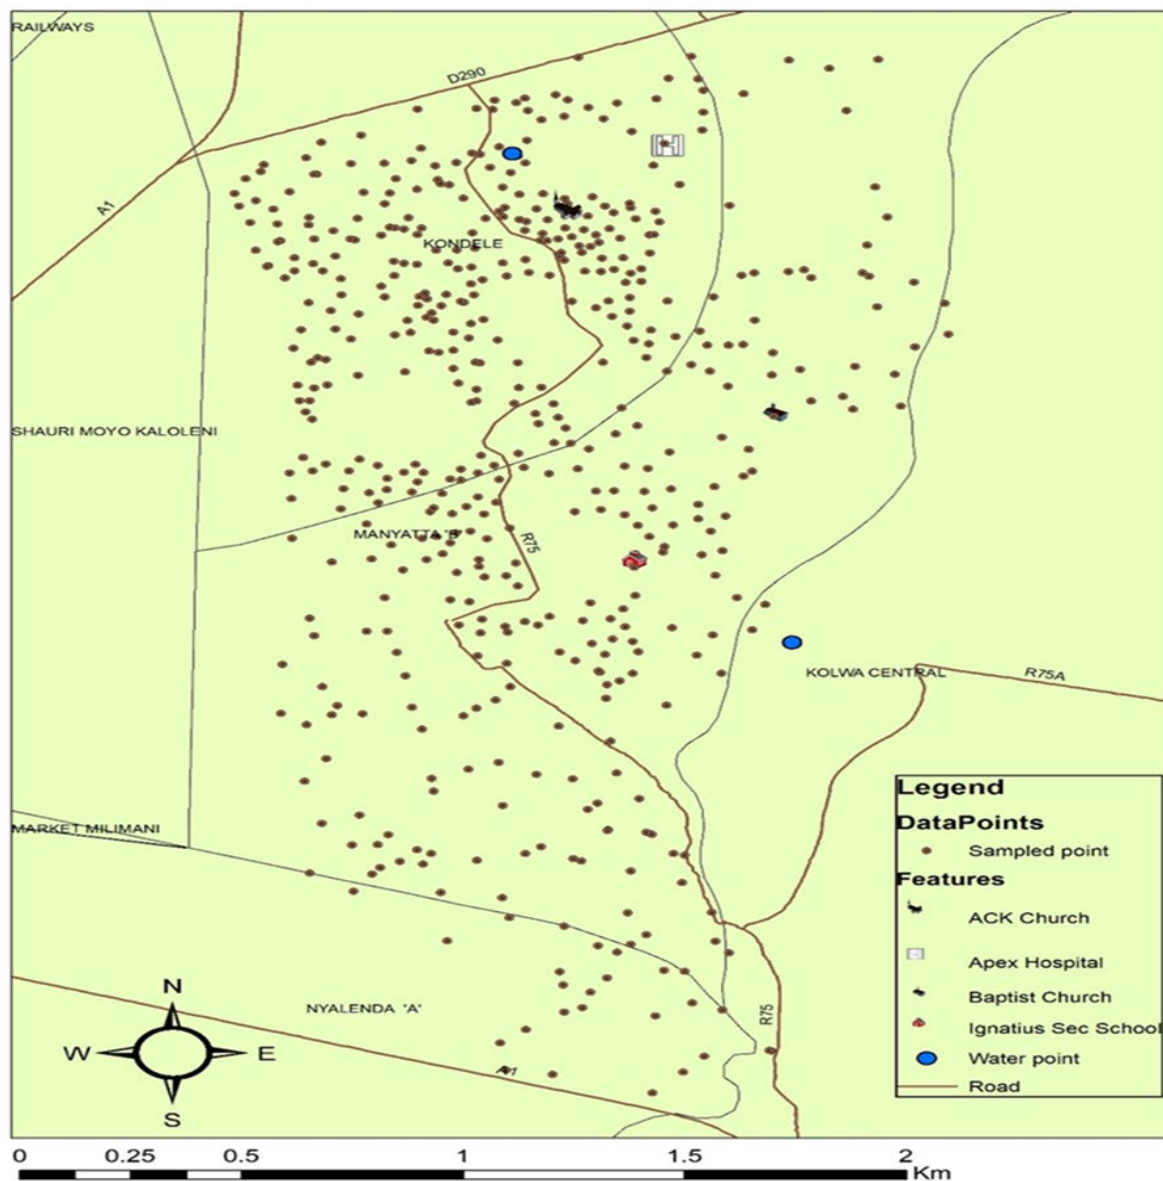 RAILWAYS
D290
A1
KONDELE
SHAURI MOYO KALOLENI
MANYATTA 'B'
R75
KOLWA CENTRAL
R75A
MARKET MILIMANI
NYALENDA 'A'
R75
A1
N
W E
S
Legend
DataPoints
Sampled point
Features
ACK Church
Apex Hospital
Baptist Church
Ignatius Sec School
Water point
Road
H
0 0.25 0.5 1 1.5 2
Km